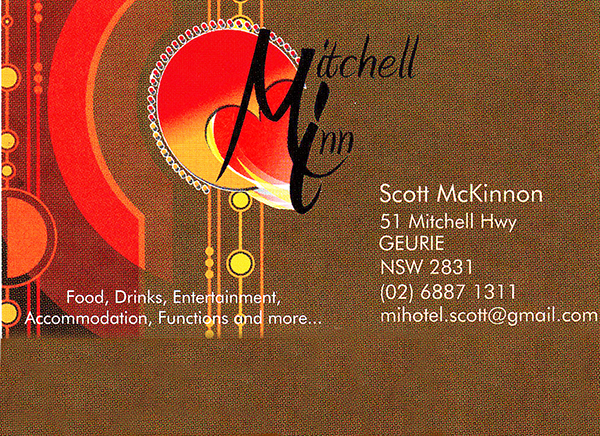 Mitchell
Inn
Scott McKinnon
51 Mitchell Hwy
GEURIE
NSW 2831
(02) 6887 1311
mihotel.scott@gmail.com
Food, Drinks, Entertainment,
Accommodation, Functions and more...